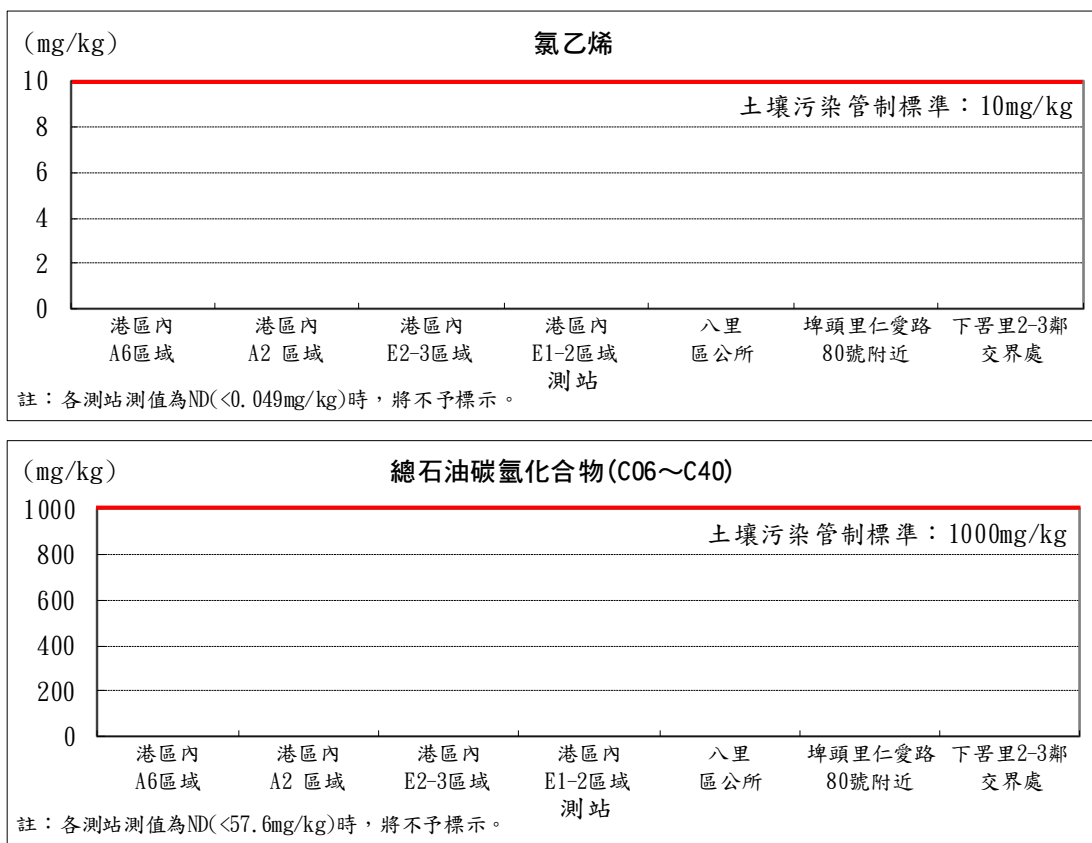 (mg/kg)
氯乙烯
10
土壤污染管制標準：10mg/kg
8
6
4
2
0
港區內 港區內 港區內 港區內 八里 埤頭里仁愛路 下罟里2-3鄰
A6區域 A2 區域 E2-3區域 E1-2區域 區公所 80號附近 交界處
測站
註：各測站測值為ND(<0.049mg/kg)時，將不予標示。
(mg/kg)
總石油碳氫化合物(C06～C40)
1000
土壤污染管制標準：1000mg/kg
800
600
400
200
0
港區內 港區內 港區內 港區內 八里 埤頭里仁愛路 下罟里2-3鄰
A6區域 A2 區域 E2-3區域 E1-2區域 區公所 80號附近 交界處
測站
註：各測站測值為ND(<57.6mg/kg)時，將不予標示。